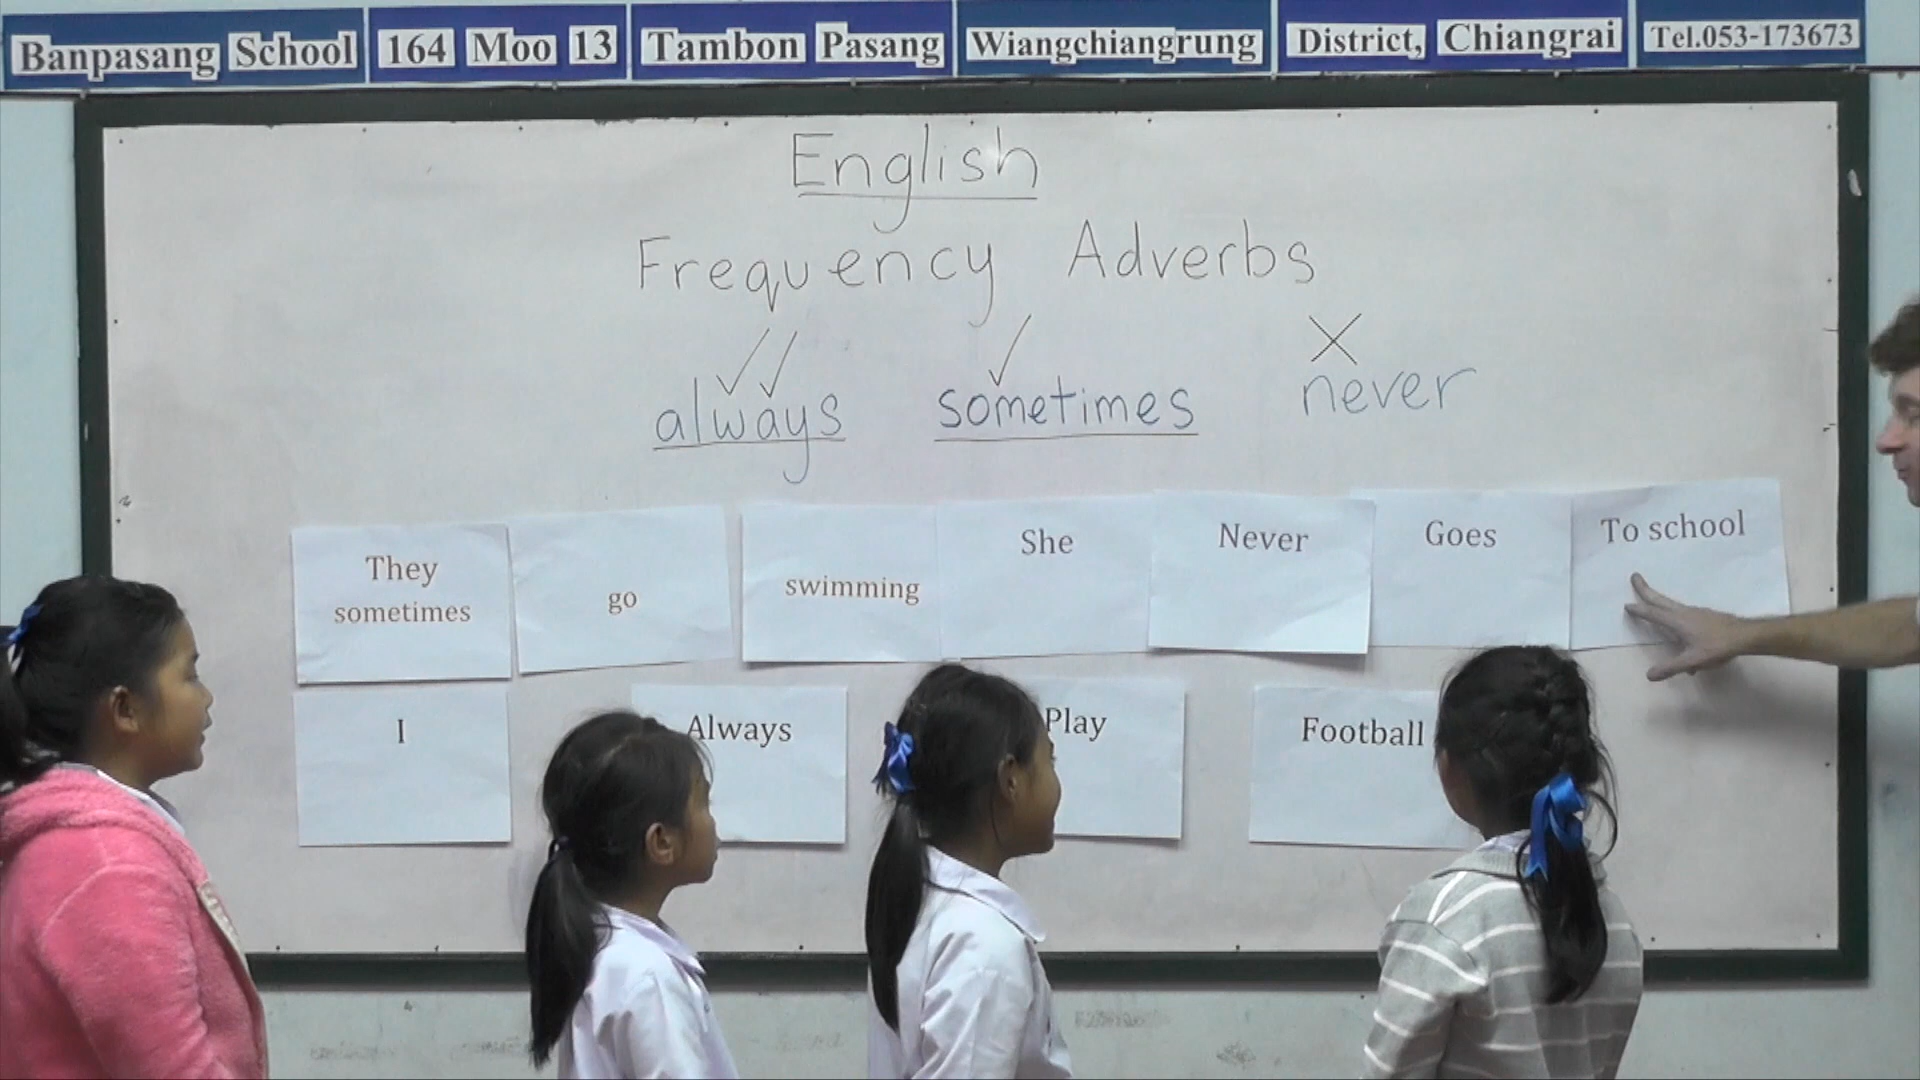 Banpasang School 164 Moo 13 Tambon Pasang Wiangchiangrung District, Chiangrai Tel.053-173673
English
Frequency Adverbs
always sometimes never
They sometimes
go
swimming
She
Never
Goes
To school
I
Always
Play
Football